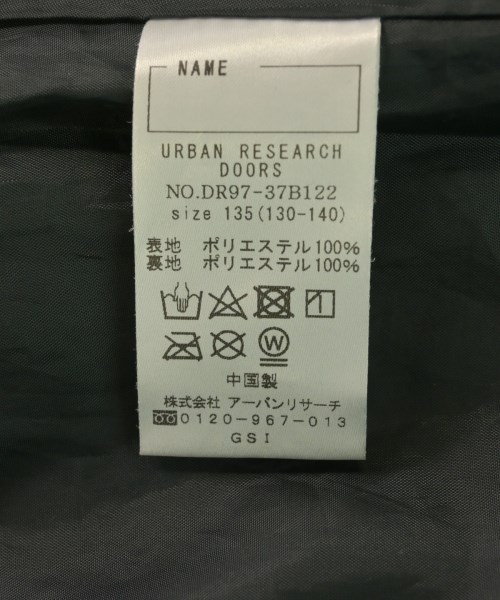 NAME
URBAN RESEARCH
DOORS
NO.DR97-37B122
size 135(130-140)
表地 ポリエステル100%
裏地 ポリエステル100%
W
中国製
株式会社 アーバンリサーチ
0120-967-013
GSI